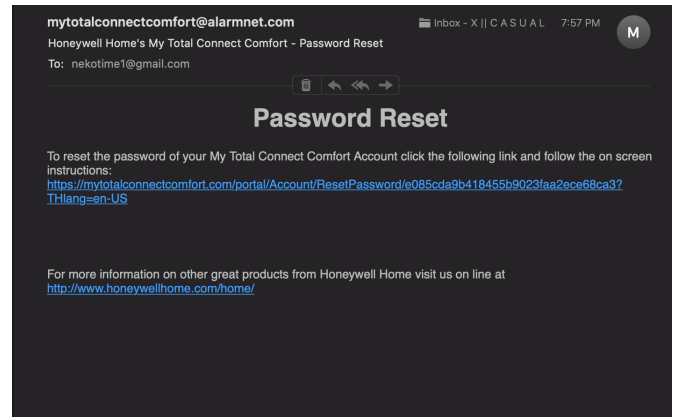 mytotalconnectcomfort@alarmnet.com
Inbox - X || C A S U A L 7:57 PM
M
Honeywell Home's My Total Connect Comfort - Password Reset
To: nekotime1@gmail.com
Password Reset
To reset the password of your My Total Connect Comfort Account click the following link and follow the on screen
instructions:
https://mytotalconnectcomfort.com/portal/Account/ResetPassword/e085cda9b418455b9023faa2ece68ca3?
THlang=en-US
For more information on other great products from Honeywell Home visit us on line at
http://www.honeywellhome.com/home/